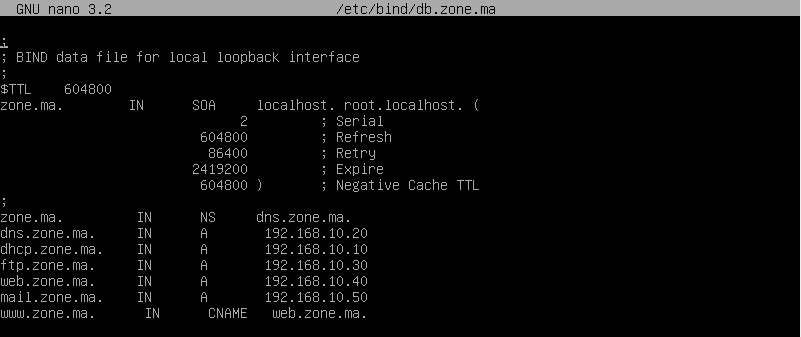 GNU nano 3.2 /etc/bind/db.zone.ma
;
; BIND data file for local loopback interface
;
$TTL 604800
zone.ma. IN SOA localhost. root.localhost. (
2 ; Serial
604800 ; Refresh
86400 ; Retry
2419200 ; Expire
604800 ) ; Negative Cache TTL
;
zone.ma. IN NS dns.zone.ma.
dns.zone.ma. IN A 192.168.10.20
dhcp.zone.ma. IN A 192.168.10.10
ftp.zone.ma. IN A 192.168.10.30
web.zone.ma. IN A 192.168.10.40
mail.zone.ma. IN A 192.168.10.50
www.zone.ma. IN CNAME web.zone.ma.